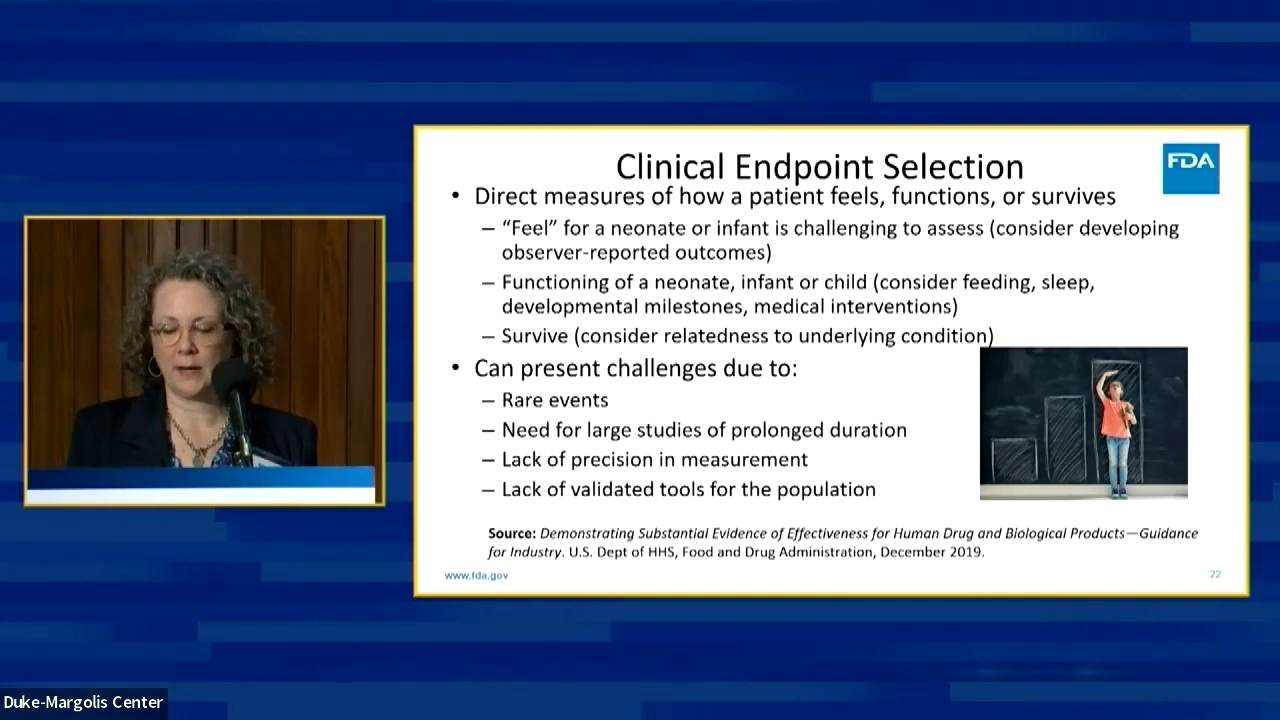 Clinical Endpoint Selection
FDA
• Direct measures of how a patient feels, functions, or survives
– “Feel” for a neonate or infant is challenging to assess (consider developing
observer-reported outcomes)
– Functioning of a neonate, infant or child (consider feeding, sleep,
developmental milestones, medical interventions)
– Survive (consider relatedness to underlying condition)
• Can present challenges due to:
– Rare events
– Need for large studies of prolonged duration
– Lack of precision in measurement
– Lack of validated tools for the population
Source: Demonstrating Substantial Evidence of Effectiveness for Human Drug and Biological Products—Guidance
for Industry. U.S. Dept of HHS, Food and Drug Administration, December 2019.
www.fda.gov
22
Duke-Margolis Center